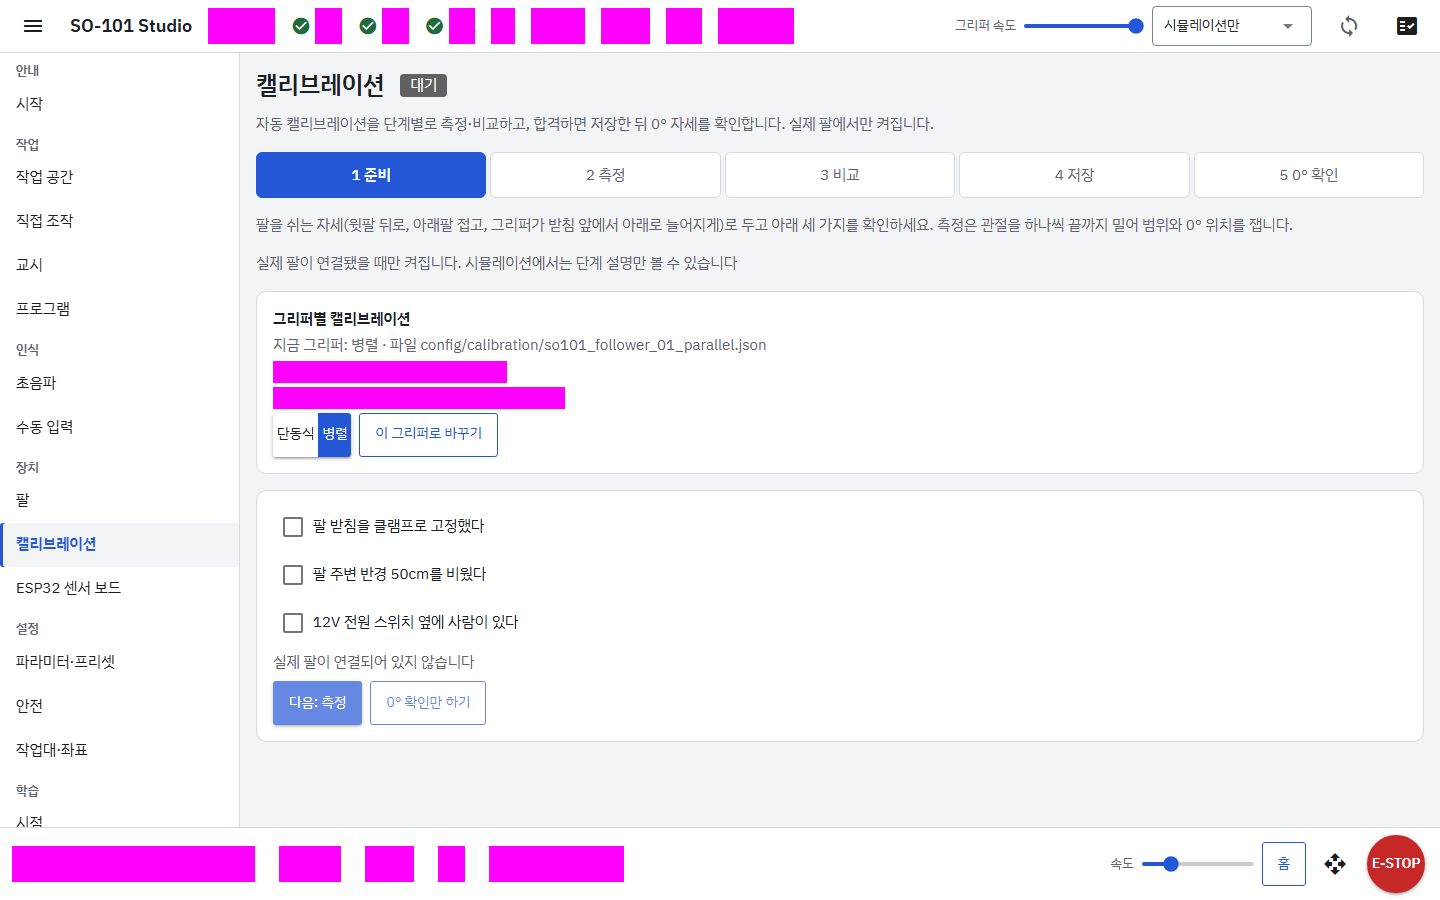 SO-101 Studio
그리퍼 속도
시뮬레이션만
안내
시작
작업
작업 공간
직접 조작
교시
프로그램
인식
초음파
수동 입력
장치
팔
캘리브레이션
ESP32 센서 보드
설정
파라미터·프리셋
안전
작업대·좌표
학습
시점
캘리브레이션 대기
자동 캘리브레이션을 단계별로 측정·비교하고, 합격하면 저장한 뒤 0° 자세를 확인합니다. 실제 팔에서만 켜집니다.
1 준비
2 측정
3 비교
4 저장
5 0° 확인
팔을 쉬는 자세(윗팔 뒤로, 아래팔 접고, 그리퍼가 받침 앞에서 아래로 늘어지게)로 두고 아래 세 가지를 확인하세요. 측정은 관절을 하나씩 끝까지 밀어 범위와 0° 위치를 잽니다.
실제 팔이 연결됐을 때만 켜집니다. 시뮬레이션에서는 단계 설명만 볼 수 있습니다
그리퍼별 캘리브레이션
지금 그리퍼: 병렬 · 파일 config/calibration/so101_follower_01_parallel.json
단동식 병렬 이 그리퍼로 바꾸기
팔 받침을 클램프로 고정했다
팔 주변 반경 50cm를 비웠다
12V 전원 스위치 옆에 사람이 있다
실제 팔이 연결되어 있지 않습니다
다음: 측정
0° 확인만 하기
속도
홈
E-STOP